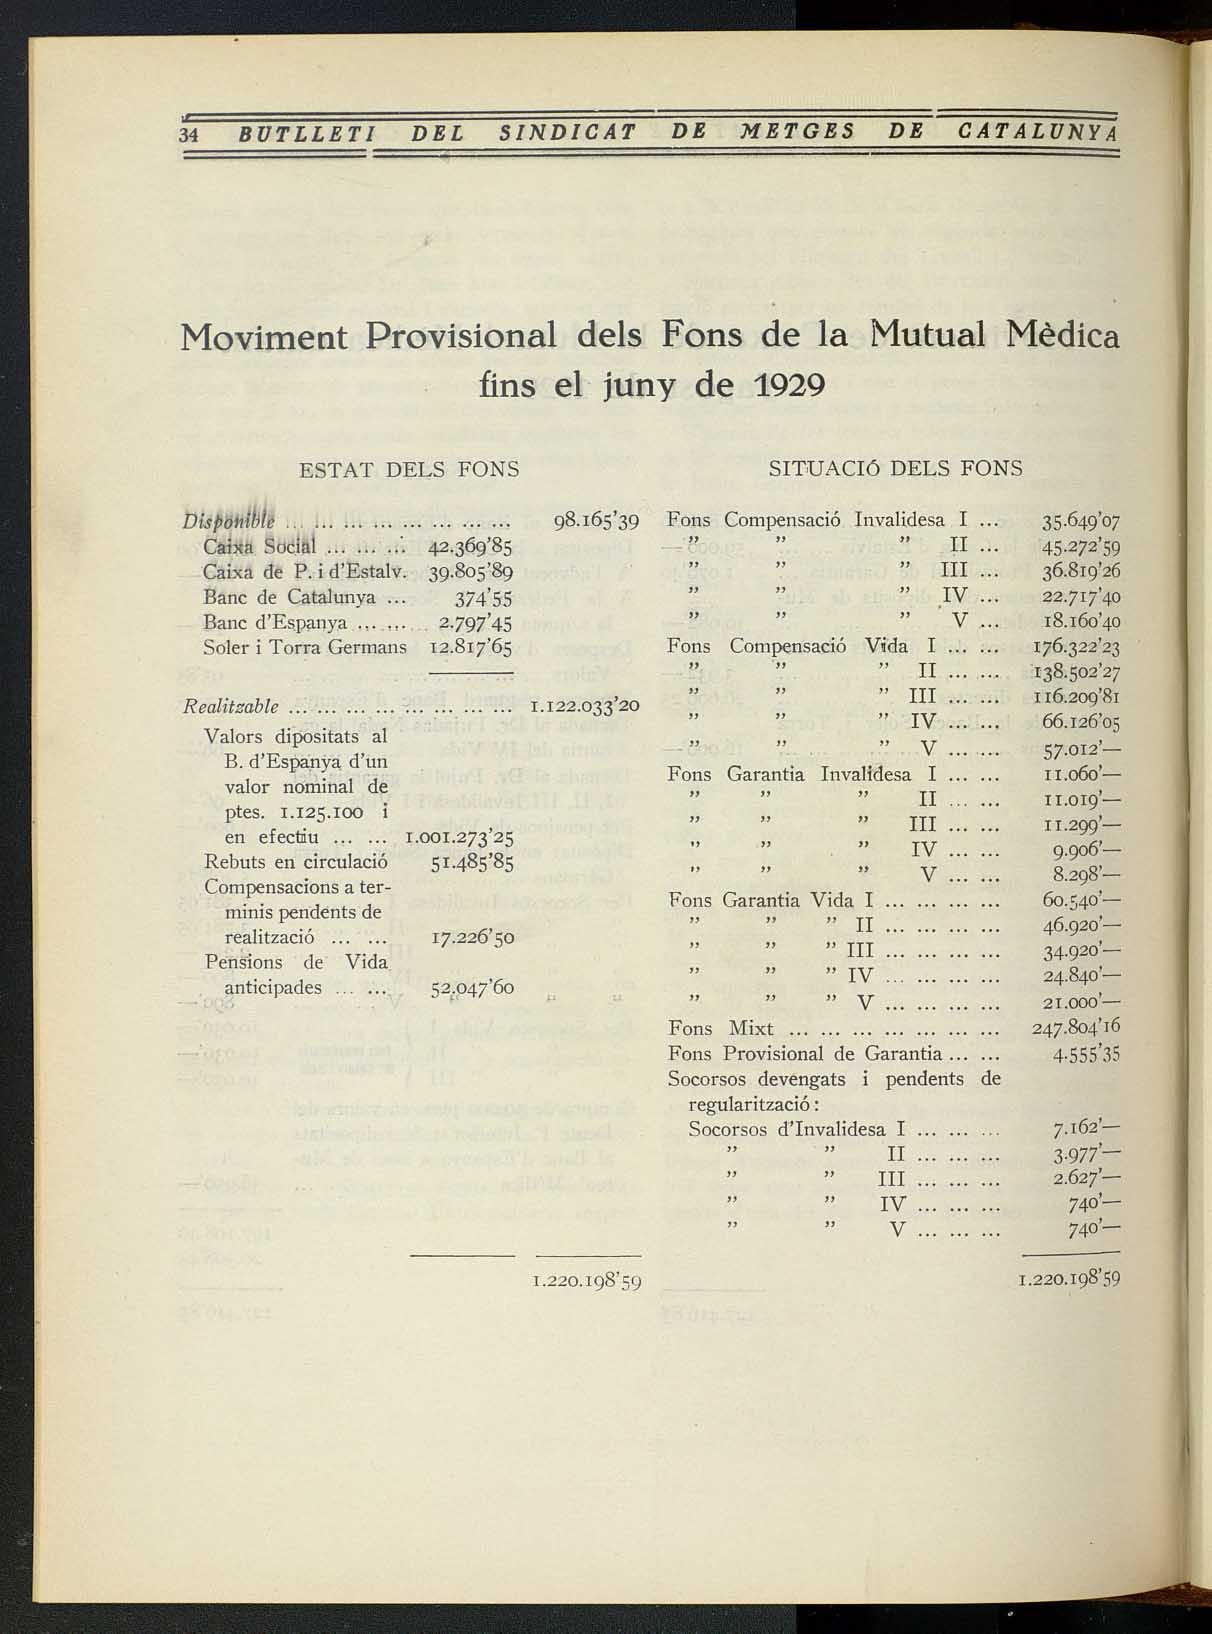 34 BUTLLETI DEL SINDICAT DE METGES DE CATALUNYA
Moviment Provisional dels Fons de la Mutual Mèdica
fins el juny de 1929
ESTAT DELS FONS
Disponible ... ... ... ... ... ... ... ... 98.165’39
Caixa Social ... ... ... 42.369’85
Caixa de P. i d’Estalv. 39.805’89
Banc de Catalunya ... 374’55
Banc d’Espanya ... ... ... 2.797’45
Soler i Torra Germans 12.817’65
Realitzable ... ... ... ... ... ... ... ... 1.122.033’20
Valors dipositats al
B. d’Espanya d’un
valor nominal de
ptes. 1.125.100 i
en efectiu ... ... 1.001.273’25
Rebuts en circulació 51.485’85
Compensacions a ter-
minis pendents de
realització ... ... 17.226’50
Pensions de Vida
anticipades ... ... 52.047’60
1.220.198’59
SITUACIÓ DELS FONS
Fons Compensació Invalidesa I ... 35.649’07
” ” ” II ... 45.272’59
” ” ” III ... 36.819’26
” ” ” IV ... 22.717’40
” ” ” V ... 18.160’40
Fons Compensació Vida I ... ... 176.322’23
” ” ” II ... ... 138.502’27
” ” ” III ... ... 116.209’81
” ” ” IV ... ... 66.126’05
” ” ” V ... ... 57.012’—
Fons Garantia Invalidesa I ... ... 11.060’—
” ” ” II ... ... 11.019’—
” ” ” III ... ... 11.299’—
” ” ” IV ... ... 9.906’—
” ” ” V ... ... 8.298’—
Fons Garantia Vida I ... ... ... ... 60.540’—
” ” ” II ... ... ... ... 46.920’—
” ” ” III ... ... ... ... 34.920’—
” ” ” IV ... ... ... ... 24.840’—
” ” ” V ... ... ... ... 21.000’—
Fons Mixt ... ... ... ... ... ... ... 247.804’16
Fons Provisional de Garantia ... ... 4.555’35
Socorsos devengats i pendents de
regularització :
Socorsos d’Invalidesa I ... ... ... 7.162’—
” ” II ... ... ... 3.977’—
” ” III ... ... ... 2.627’—
” ” IV ... ... ... 740’—
” ” V ... ... ... 740’—
1.220.198’59